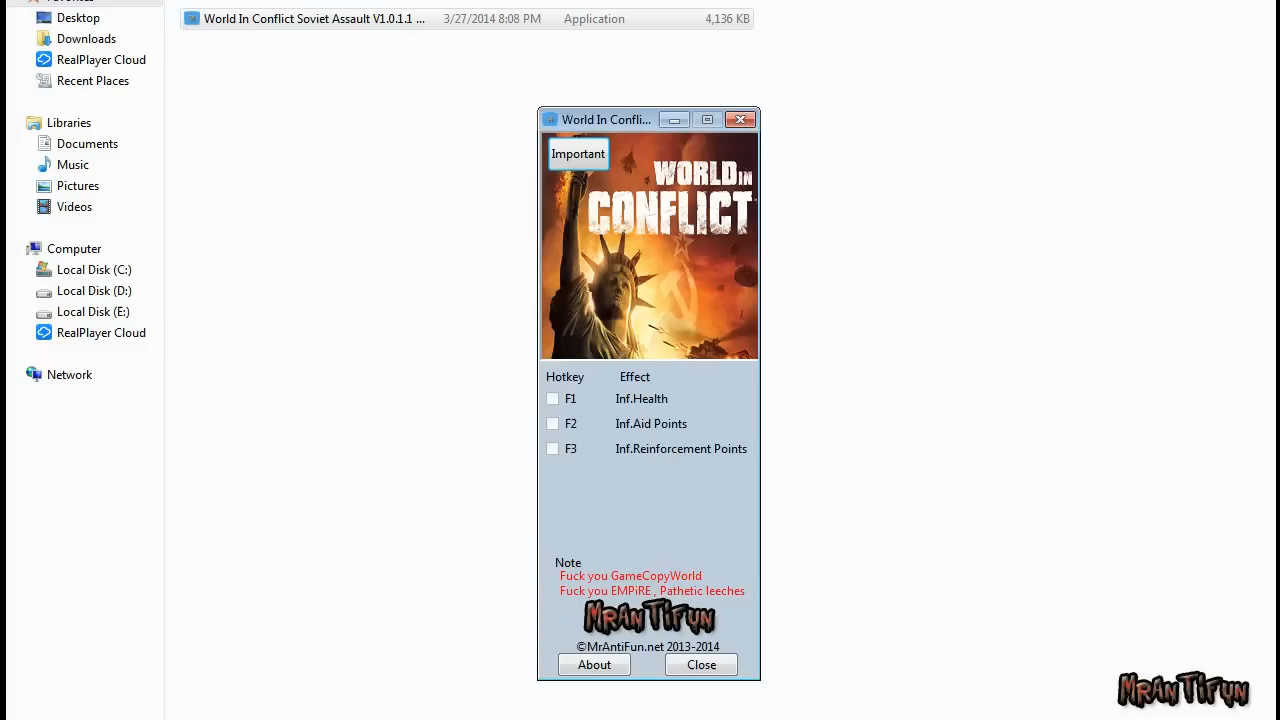 Desktop
Downloads
RealPlayer Cloud
Recent Places
Libraries
Documents
Music
Pictures
Videos
Computer
Local Disk (C:)
Local Disk (D:)
Local Disk (E:)
RealPlayer Cloud
Network
World In Conflict Soviet Assault V1.0.1.1 ... 3/27/2014 8:08 PM Application 4,136 KB
World In Confli...
Important
WORLD IN
CONFLICT
Hotkey Effect
F1 Inf.Health
F2 Inf.Aid Points
F3 Inf.Reinforcement Points
Note
Fuck you GameCopyWorld
Fuck you EMPiRE , Pathetic leeches
MrAnTiFun
©MrAntiFun.net 2013-2014
About Close
MrAnTiFun